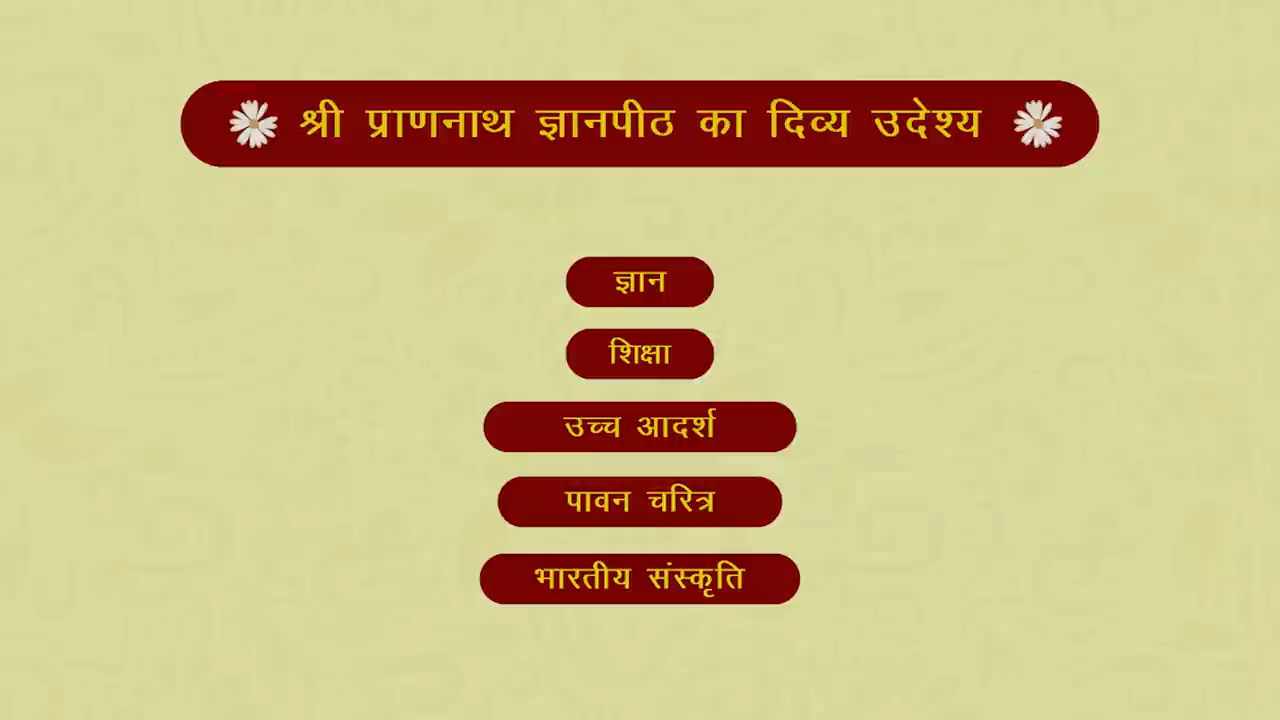 श्री प्राणनाथ ज्ञानपीठ का दिव्य उदेश्य
ज्ञान
शिक्षा
उच्च आदर्श
पावन चरित्र
भारतीय संस्कृति